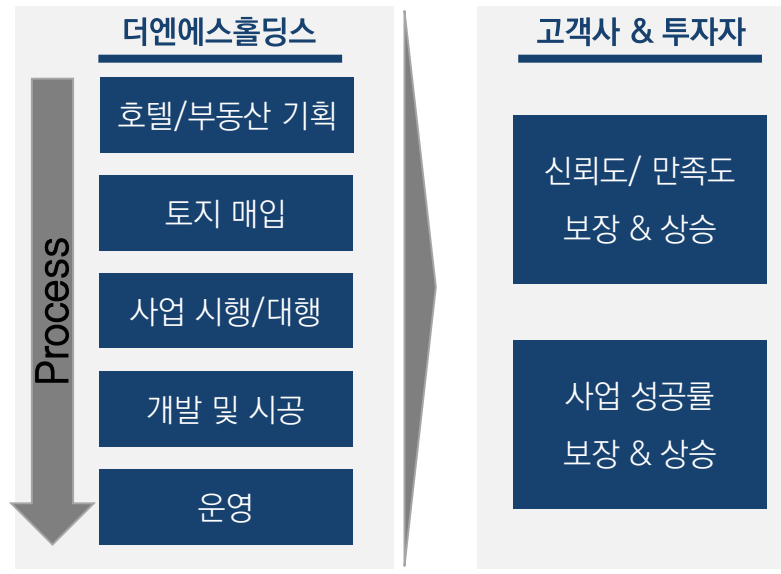 더엔에스홀딩스
Process
호텔/부동산 기획
토지 매입
사업 시행/대행
개발 및 시공
운영
고객사 & 투자자
신뢰도/ 만족도
보장 & 상승
사업 성공률
보장 & 상승